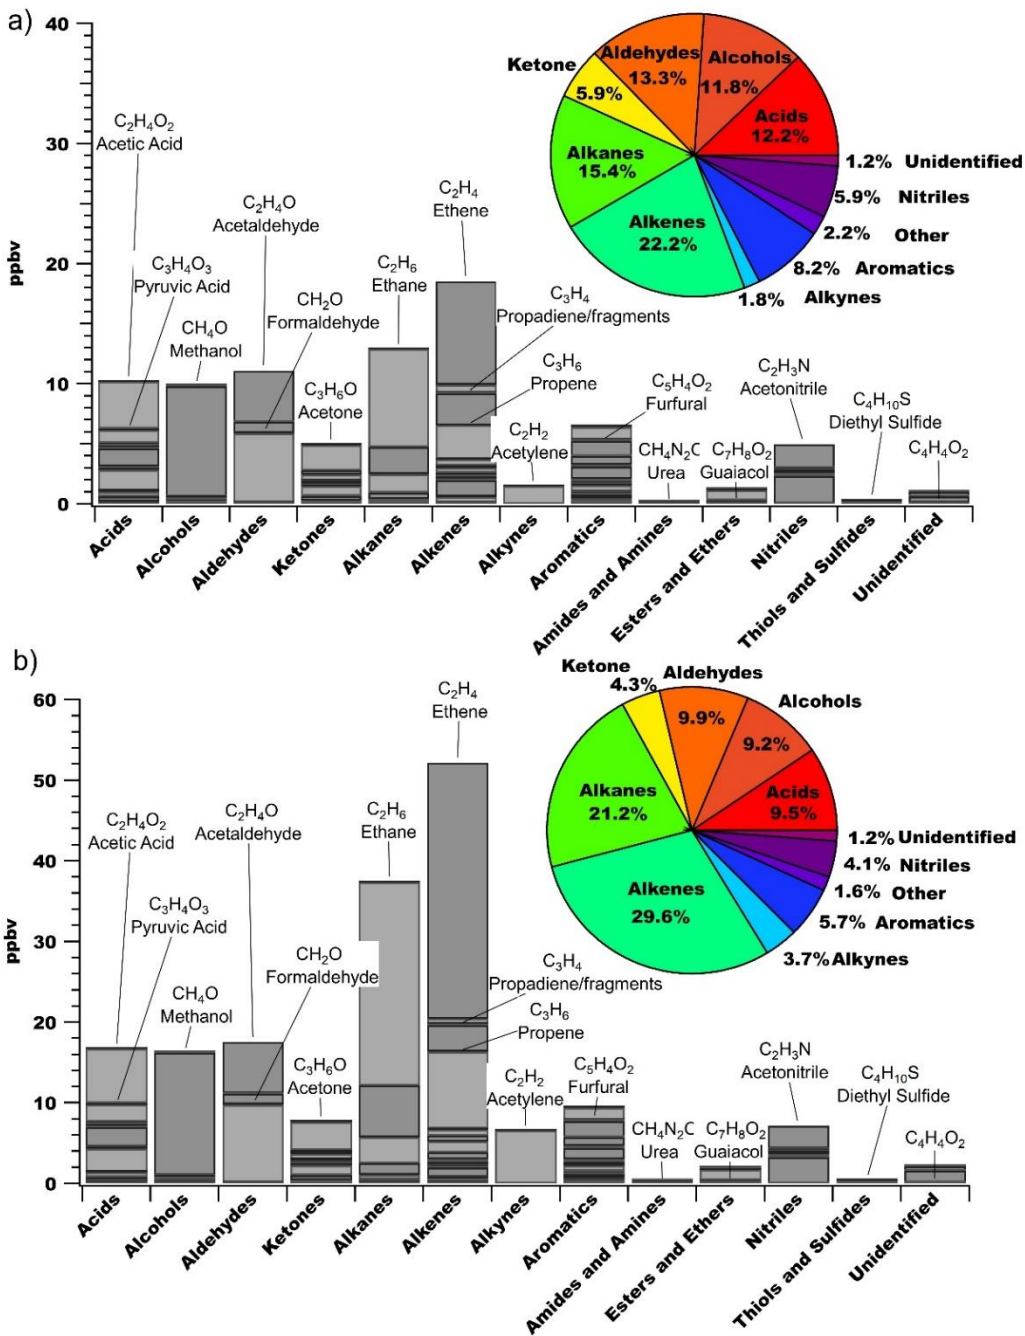 a)
40
30
20
10
0
ppbv
C₂H₄O₂
Acetic Acid
C₃H₄O₃
Pyruvic Acid
CH₄O
Methanol
C₂H₄O
Acetaldehyde
CH₂O
Formaldehyde
C₃H₆O
Acetone
C₂H₆
Ethane
C₂H₄
Ethene
C₃H₄
Propadiene/fragments
C₃H₆
Propene
C₂H₂
Acetylene
C₅H₄O₂
Furfural
CH₄N₂C
Urea
C₇H₈O₂
Guaiacol
C₂H₃N
Acetonitrile
C₄H₁₀S
Diethyl Sulfide
C₄H₄O₂
Acids
Alcohols
Aldehydes
Ketones
Alkanes
Alkenes
Alkynes
Aromatics
Amides and Amines
Esters and Ethers
Nitriles
Thiols and Sulfides
Unidentified
Ketone
5.9%
Aldehydes
13.3%
Alcohols
11.8%
Acids
12.2%
1.2% Unidentified
5.9% Nitriles
2.2% Other
8.2% Aromatics
1.8% Alkynes
Alkenes
22.2%
Alkanes
15.4%
b)
60
50
40
30
20
10
0
ppbv
C₂H₄O₂
Acetic Acid
C₃H₄O₃
Pyruvic Acid
CH₄O
Methanol
C₂H₄O
Acetaldehyde
CH₂O
Formaldehyde
C₃H₆O
Acetone
C₂H₆
Ethane
C₂H₄
Ethene
C₃H₄
Propadiene/fragments
C₃H₆
Propene
C₂H₂
Acetylene
C₅H₄O₂
Furfural
CH₄N₂C
Urea
C₇H₈O₂
Guaiacol
C₂H₃N
Acetonitrile
C₄H₁₀S
Diethyl Sulfide
C₄H₄O₂
Acids
Alcohols
Aldehydes
Ketones
Alkanes
Alkenes
Alkynes
Aromatics
Amides and Amines
Esters and Ethers
Nitriles
Thiols and Sulfides
Unidentified
Ketone
4.3%
Aldehydes
9.9%
Alcohols
9.2%
Acids
9.5%
1.2% Unidentified
4.1% Nitriles
1.6% Other
5.7% Aromatics
3.7% Alkynes
Alkenes
29.6%
Alkanes
21.2%